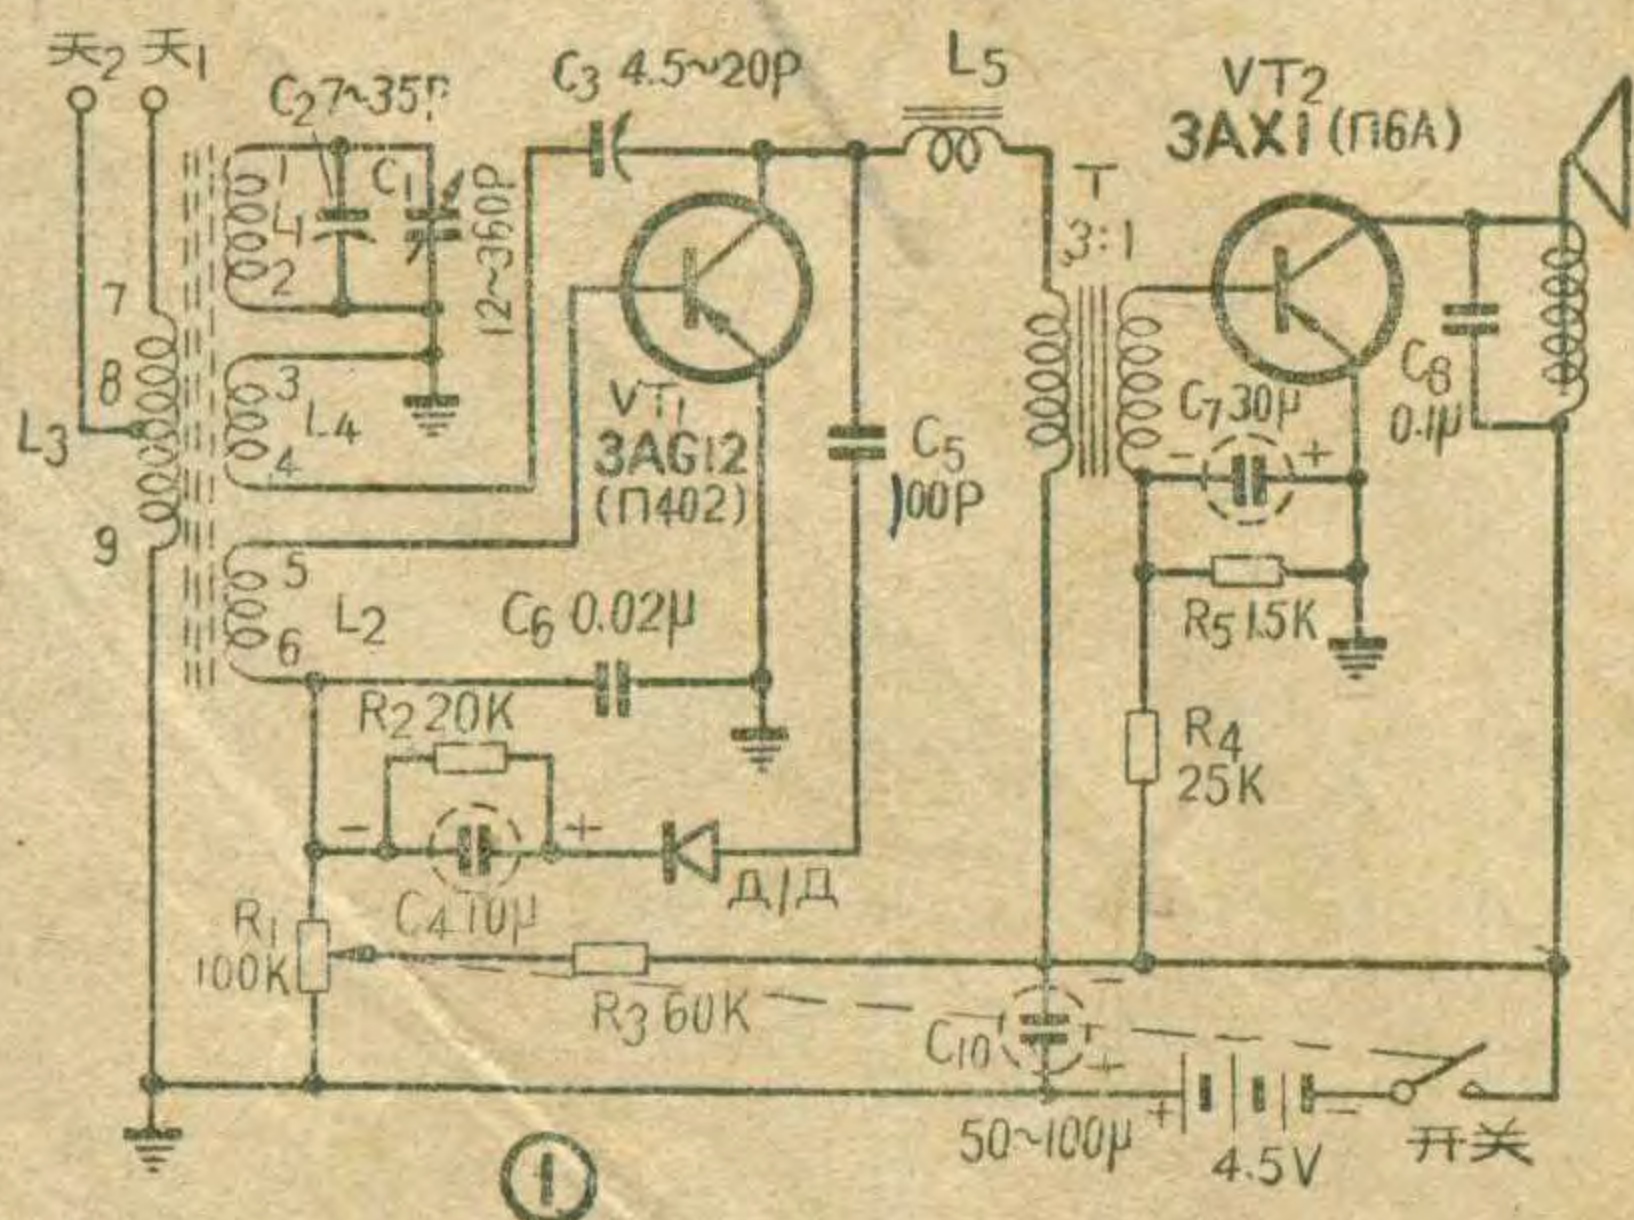 天2 天1
C2 7~35P
C3 4.5~20P
L5
VT2
3AX1 (П6A)
1
C1
12~360P
T
3:1
2
7
8
L3
3
L4
4
VT1
3AG12
(П402)
C5
100P
C7 30μ
- +
C8
0.1μ
9
5
L2
6
C6 0.02μ
R5 1.5K
R2 20K
R4
25K
- +
C4 10μ
Д/Д
R1
100K
R3 60K
-
C10
+
50~100μ
+ -
4.5V
开关
1